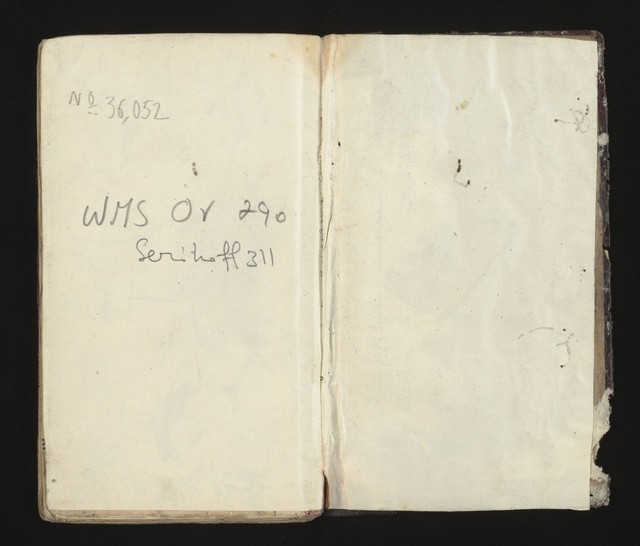 No 36,052
WMS Or 290
Serikoff 311